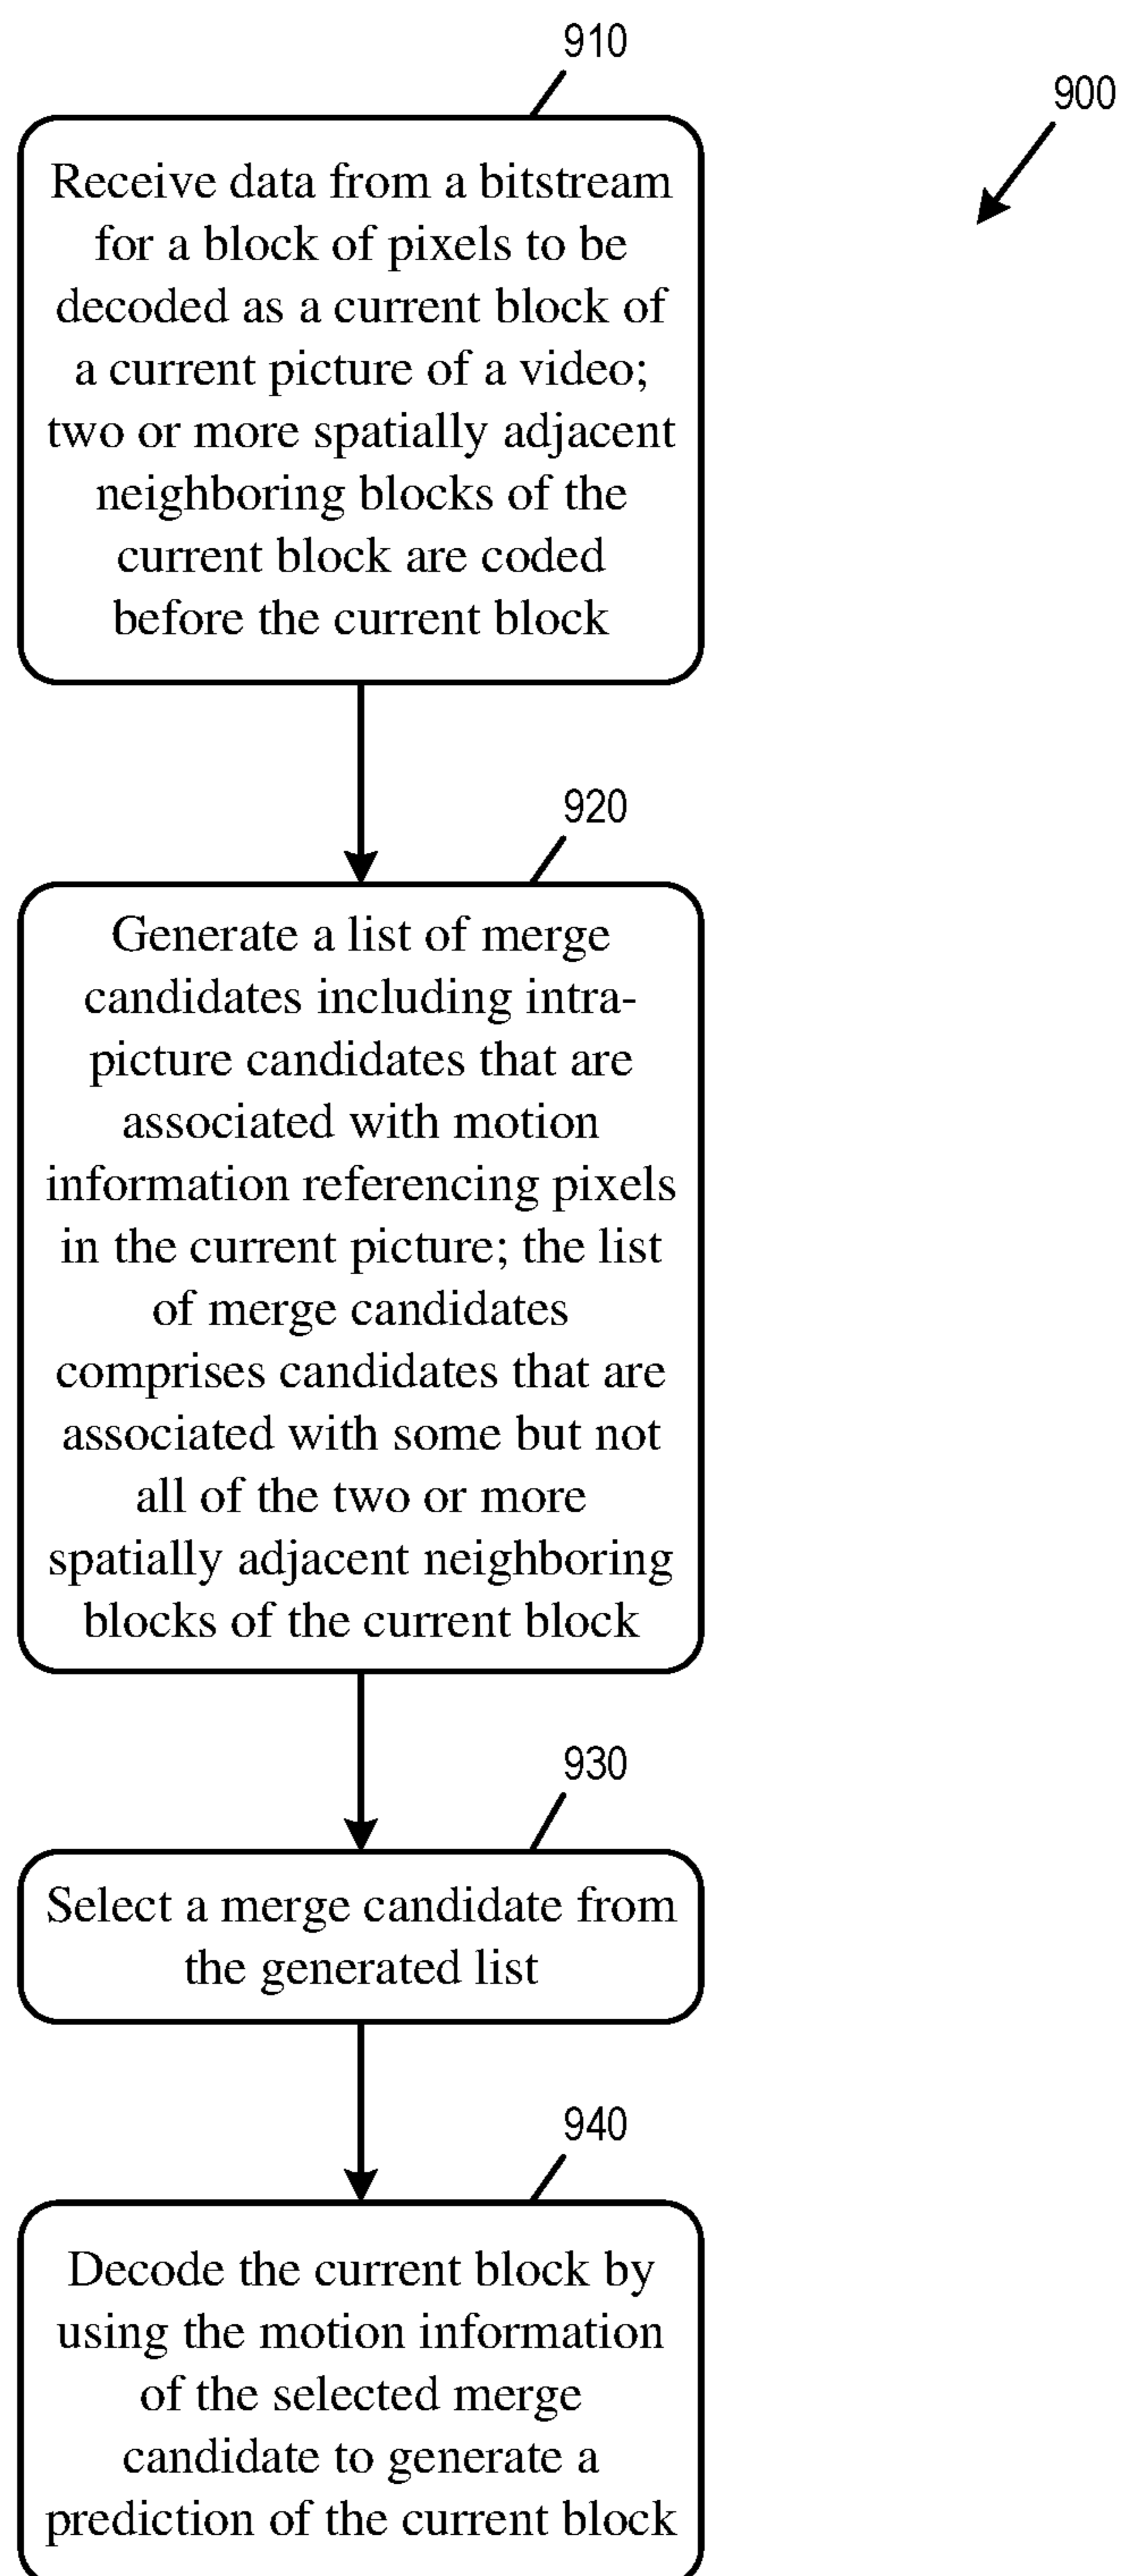 910
900
Receive data from a bitstream
for a block of pixels to be
decoded as a current block of
a current picture of a video;
two or more spatially adjacent
neighboring blocks of the
current block are coded
before the current block
920
Generate a list of merge
candidates including intra-
picture candidates that are
associated with motion
information referencing pixels
in the current picture; the list
of merge candidates
comprises candidates that are
associated with some but not
all of the two or more
spatially adjacent neighboring
blocks of the current block
930
Select a merge candidate from
the generated list
940
Decode the current block by
using the motion information
of the selected merge
candidate to generate a
prediction of the current block